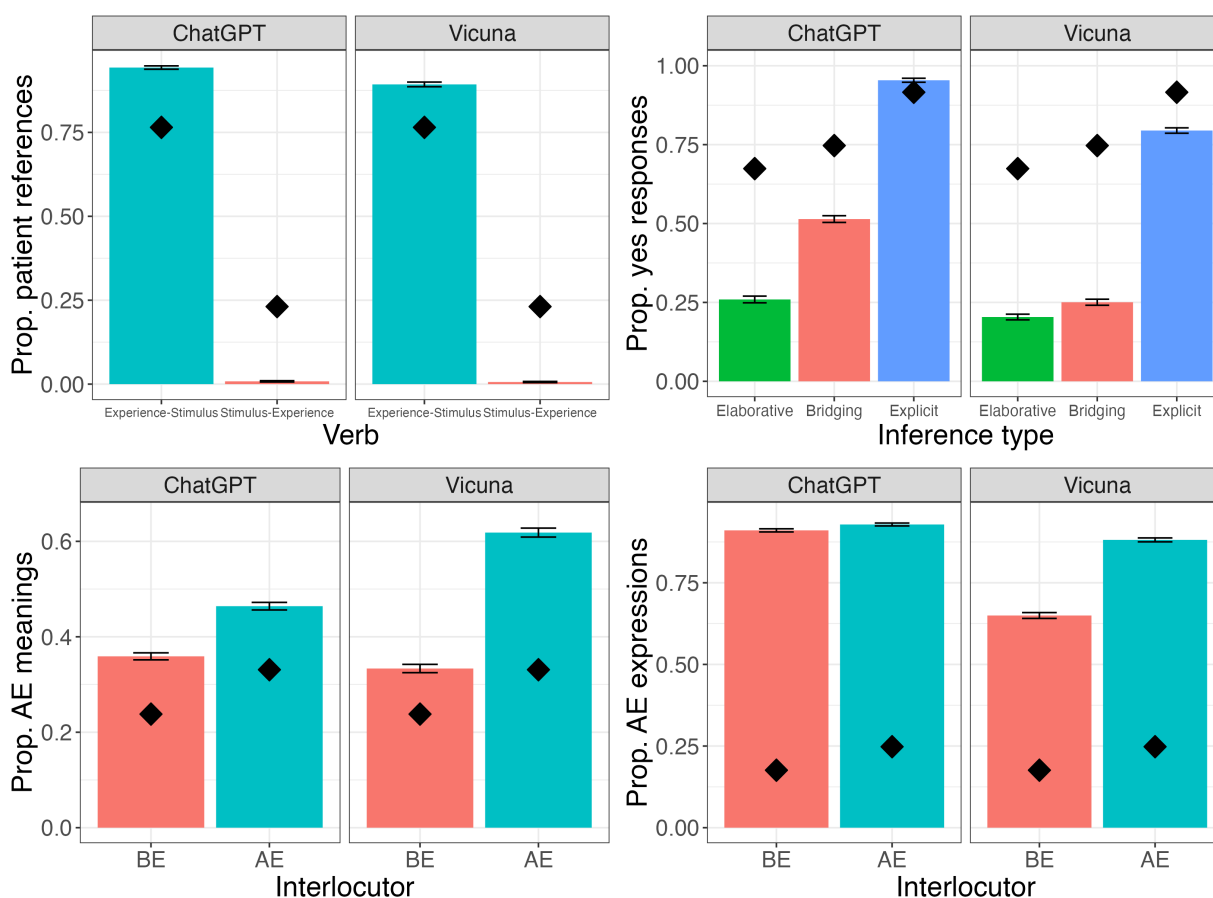 ChatGPT Vicuna
Prop. patient references
0.75
0.50
0.25
0.00
Experience-Stimulus Stimulus-Experience Experience-Stimulus Stimulus-Experience
Verb
ChatGPT Vicuna
Prop. yes responses
1.00
0.75
0.50
0.25
0.00
Elaborative Bridging Explicit Elaborative Bridging Explicit
Inference type
ChatGPT Vicuna
Prop. AE meanings
0.6
0.4
0.2
0.0
BE AE BE AE
Interlocutor
ChatGPT Vicuna
Prop. AE expressions
0.75
0.50
0.25
0.00
BE AE BE AE
Interlocutor